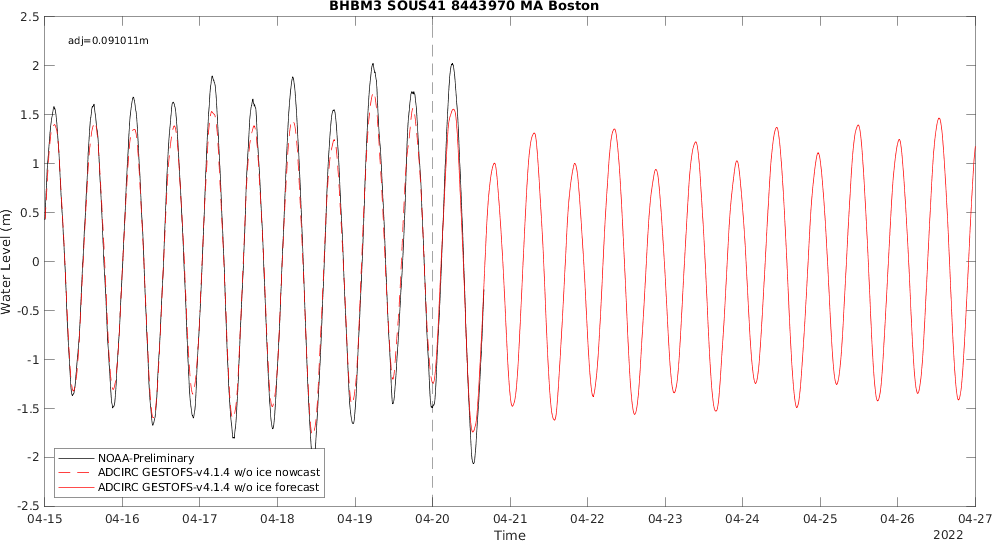 BHBM3 SOUS41 8443970 MA Boston
adj=0.091011m
2.5
2
1.5
1
0.5
0
-0.5
-1
-1.5
-2
-2.5
Water Level (m)
NOAA-Preliminary
ADCIRC GESTOFS-v4.1.4 w/o ice nowcast
ADCIRC GESTOFS-v4.1.4 w/o ice forecast
04-15 04-16 04-17 04-18 04-19 04-20 04-21 04-22 04-23 04-24 04-25 04-26 04-27
Time
2022